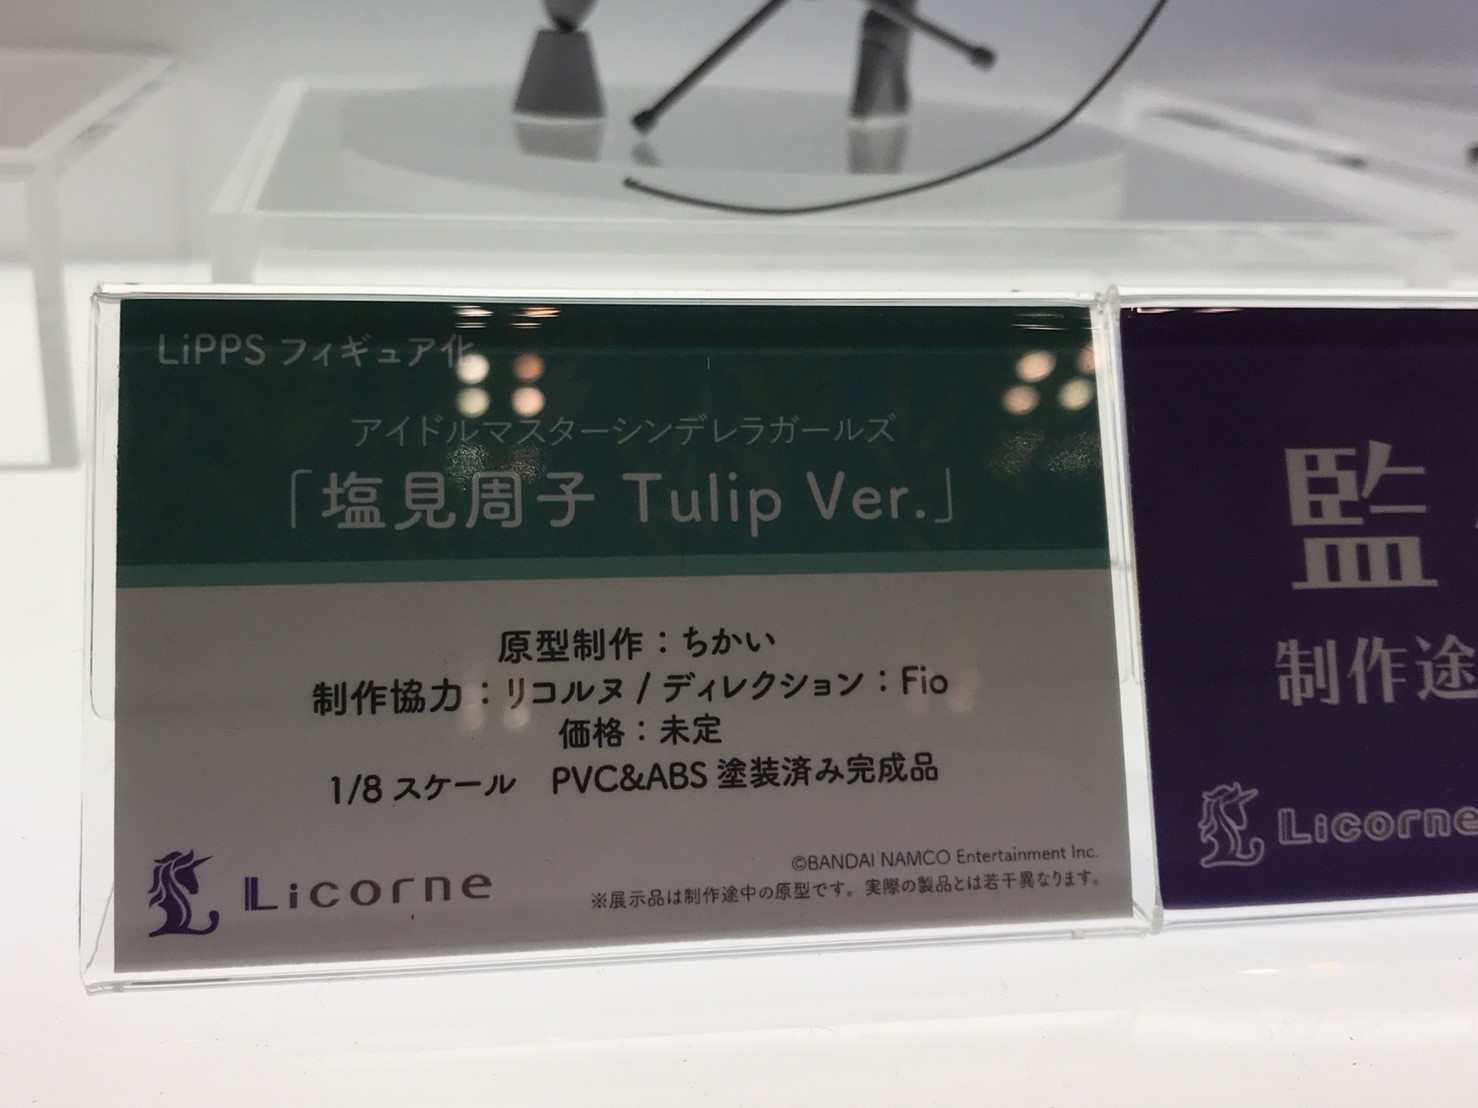 LiPPS フィギュア化
アイドルマスターシンデレラガールズ
「塩見周子 Tulip Ver.」
原型制作：ちかい
制作協力：リコルヌ / ディレクション：Fio
価格：未定
1/8 スケール　PVC&ABS 塗装済み完成品
Licorne
©BANDAI NAMCO Entertainment Inc.
※展示品は制作途中の原型です。実際の製品とは若干異なります。
監
制作途
Licorne